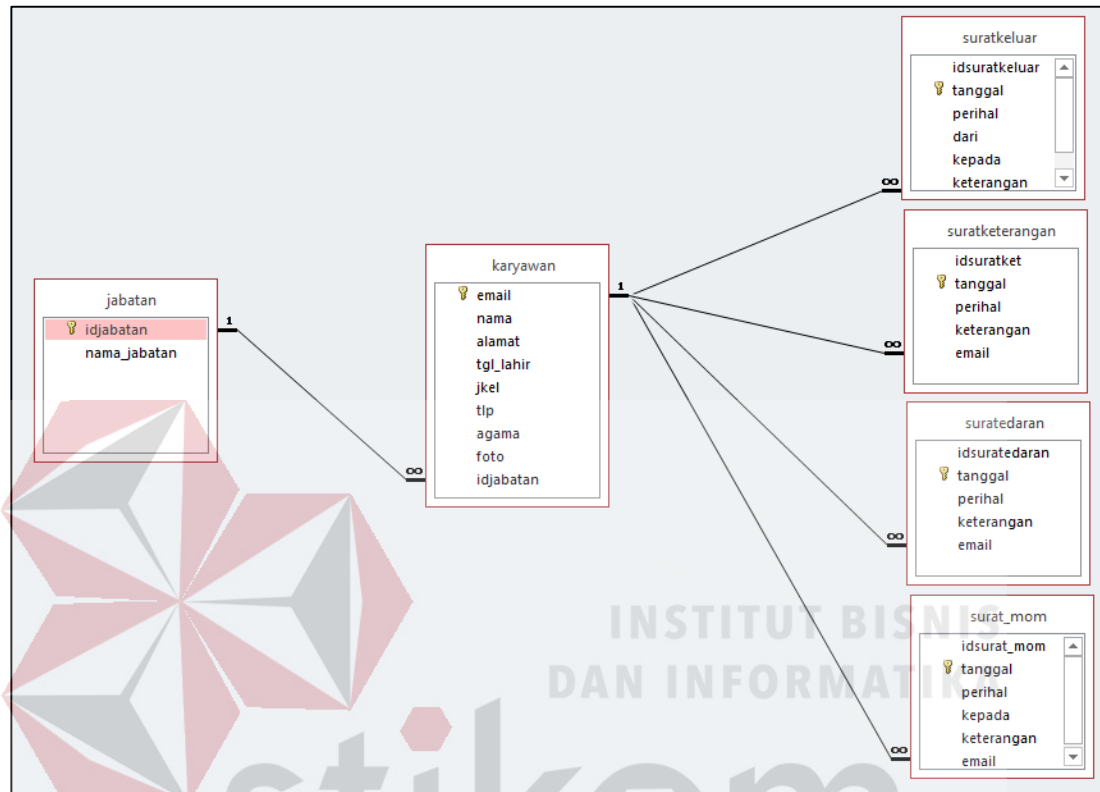 jabatan
idjabatan
nama_jabatan
1
∞
karyawan
email
nama
alamat
tgl_lahir
jkel
tlp
agama
foto
idjabatan
1
suratkeluar
idsuratkeluar
tanggal
perihal
dari
kepada
keterangan
∞
suratketerangan
idsuratket
tanggal
perihal
keterangan
email
∞
suratedaran
idsuratedaran
tanggal
perihal
keterangan
email
∞
surat_mom
idsurat_mom
tanggal
perihal
kepada
keterangan
email
∞
INSTITUT BISNIS
DAN INFORMATIKA
stikom